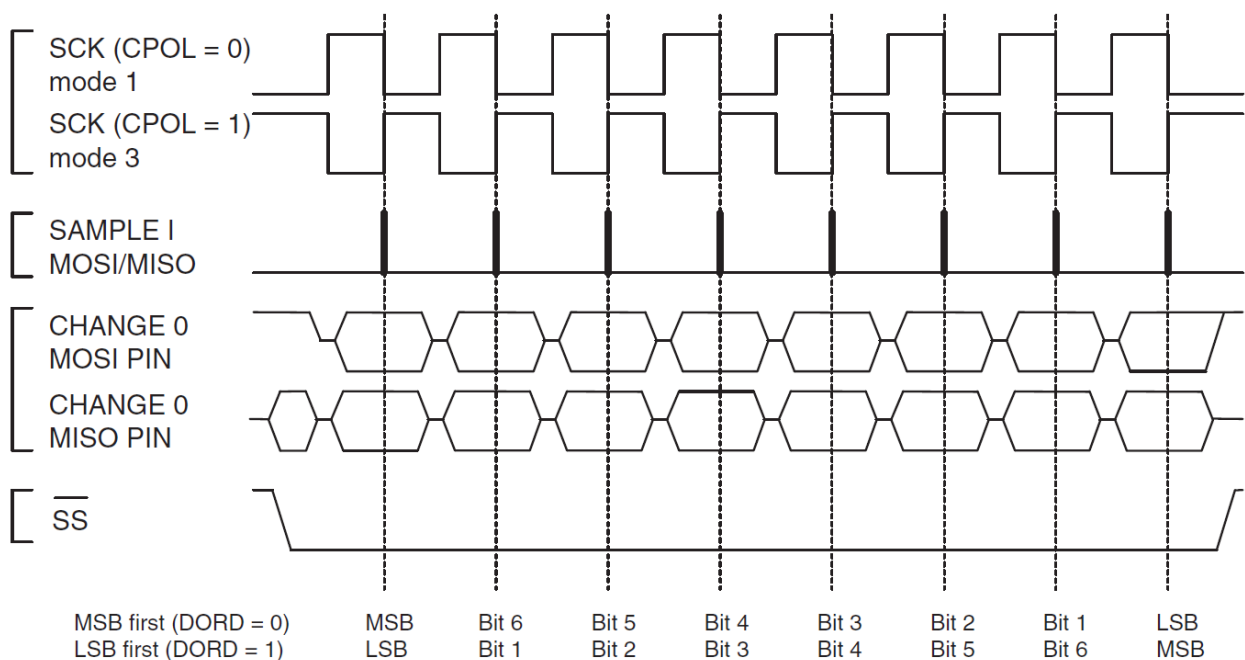 SCK (CPOL = 0)
mode 1
SCK (CPOL = 1)
mode 3
SAMPLE I
MOSI/MISO
CHANGE 0
MOSI PIN
CHANGE 0
MISO PIN
SS
MSB first (DORD = 0) MSB Bit 6 Bit 5 Bit 4 Bit 3 Bit 2 Bit 1 LSB
LSB first (DORD = 1) LSB Bit 1 Bit 2 Bit 3 Bit 4 Bit 5 Bit 6 MSB